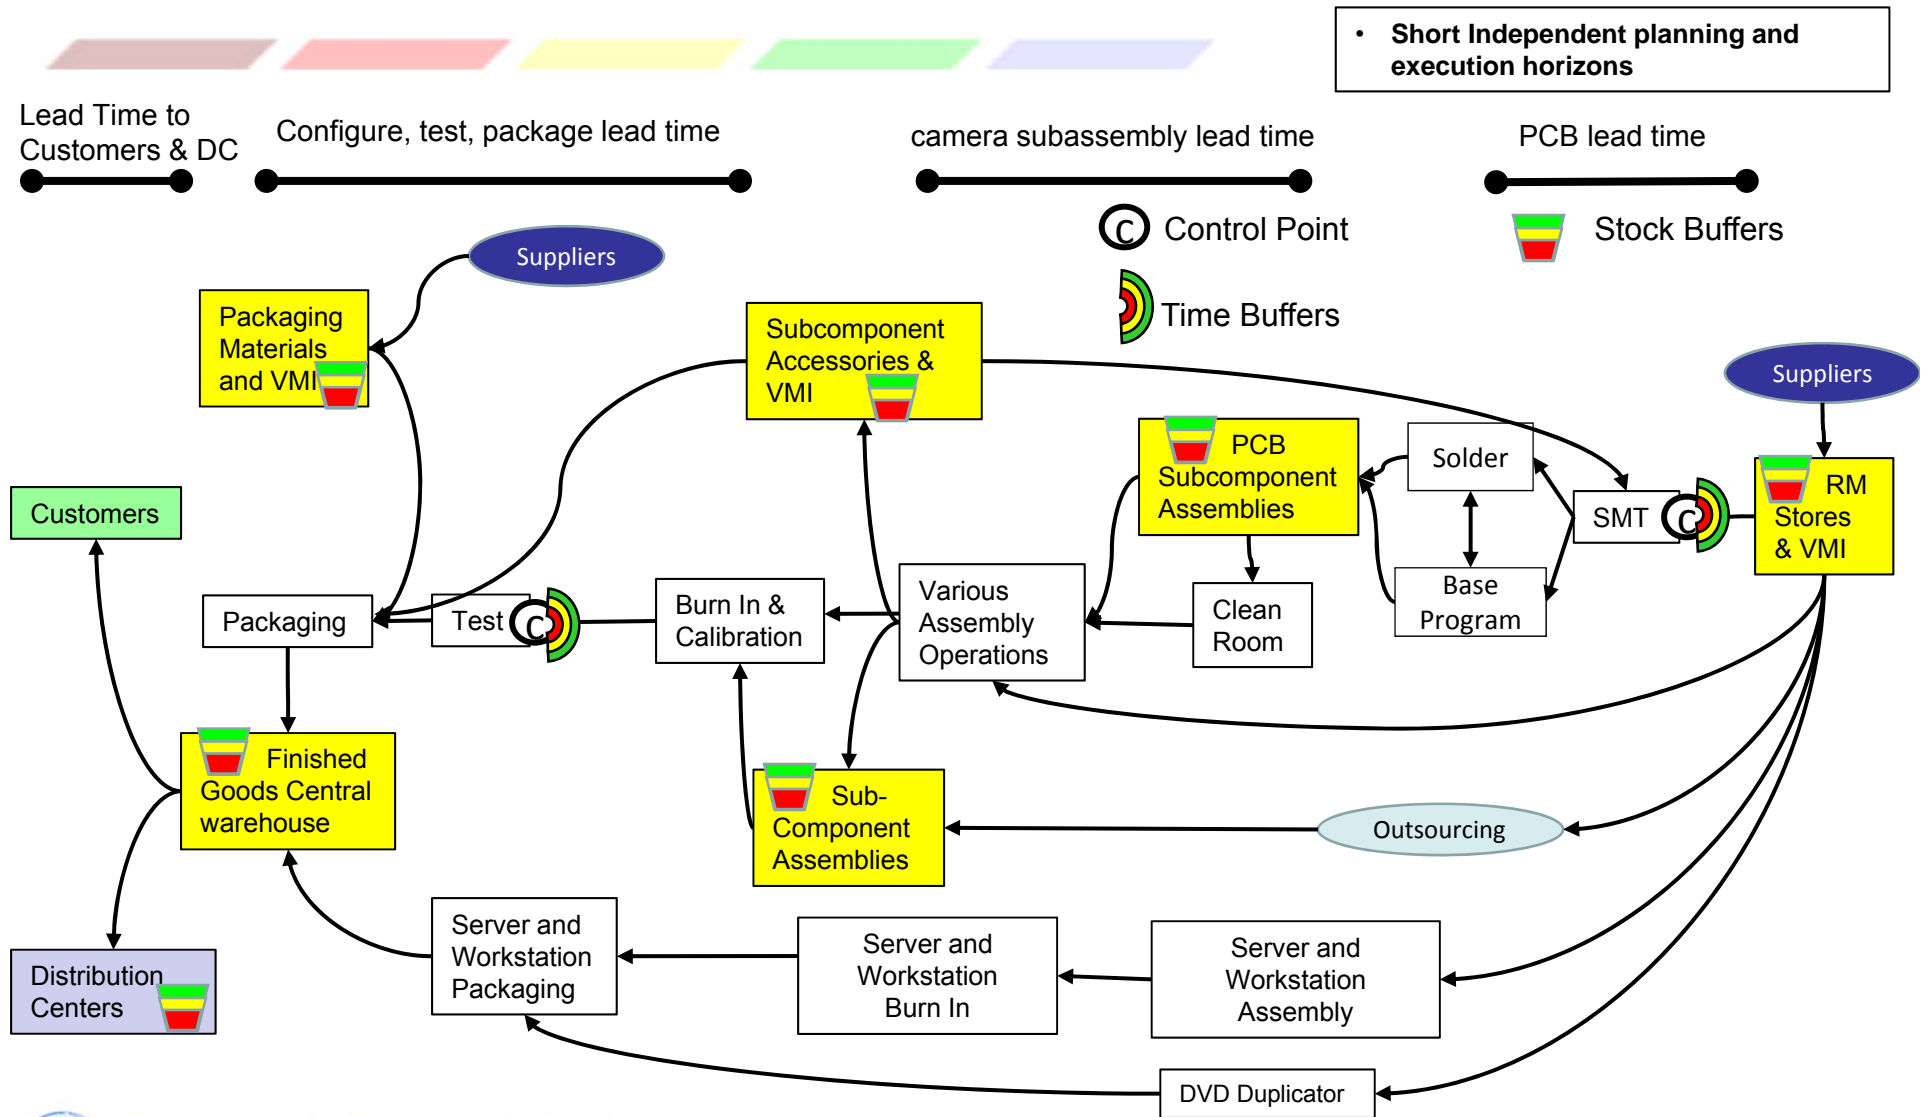 • Short Independent planning and
execution horizons
Lead Time to
Customers & DC
Configure, test, package lead time
camera subassembly lead time
PCB lead time
C Control Point
Stock Buffers
Time Buffers
Suppliers
Packaging
Materials
and VMI
Subcomponent
Accessories &
VMI
Suppliers
PCB
Subcomponent
Assemblies
Solder
SMT
C
RM
Stores
& VMI
Customers
Base
Program
Packaging
Test
C
Burn In &
Calibration
Various
Assembly
Operations
Clean
Room
Finished
Goods Central
warehouse
Sub-
Component
Assemblies
Outsourcing
Distribution
Centers
Server and
Workstation
Packaging
Server and
Workstation
Burn In
Server and
Workstation
Assembly
DVD Duplicator